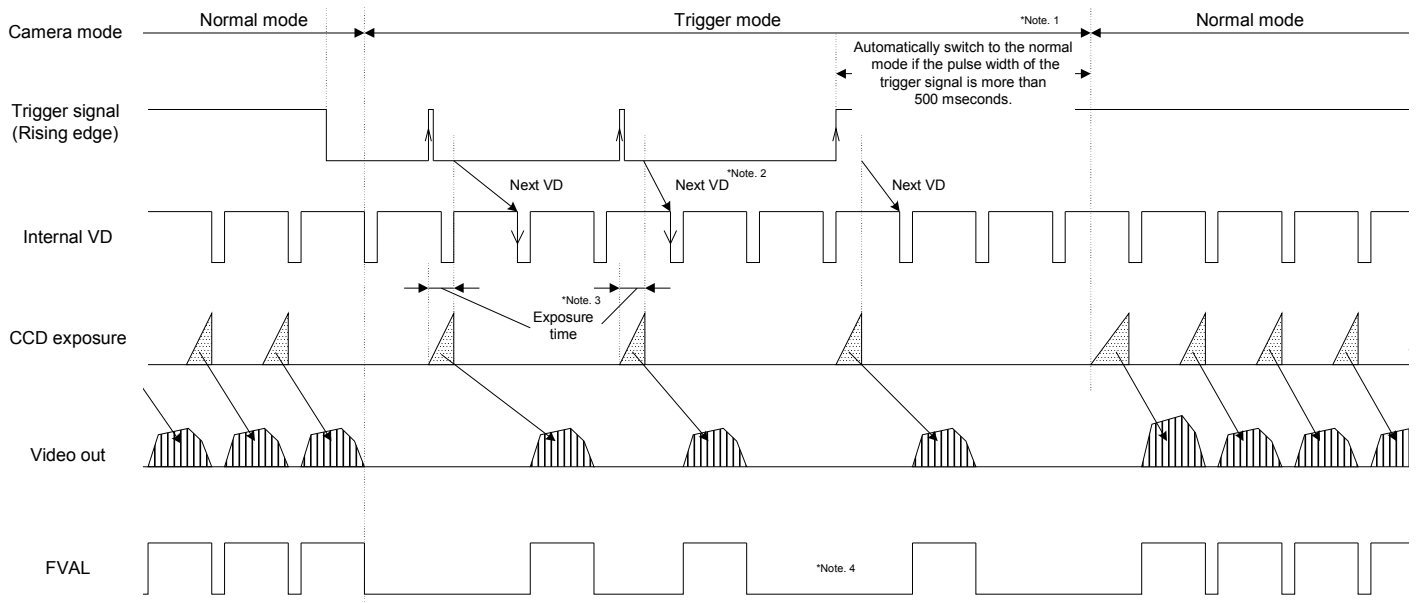 Camera mode
Normal mode
Trigger mode
*Note. 1
Normal mode
Automatically switch to the normal
mode if the pulse width of the
trigger signal is more than
500 mseconds.
Trigger signal
(Rising edge)
Next VD
Next VD
*Note. 2
Next VD
Internal VD
*Note. 3
Exposure
time
CCD exposure
Video out
FVAL
*Note. 4